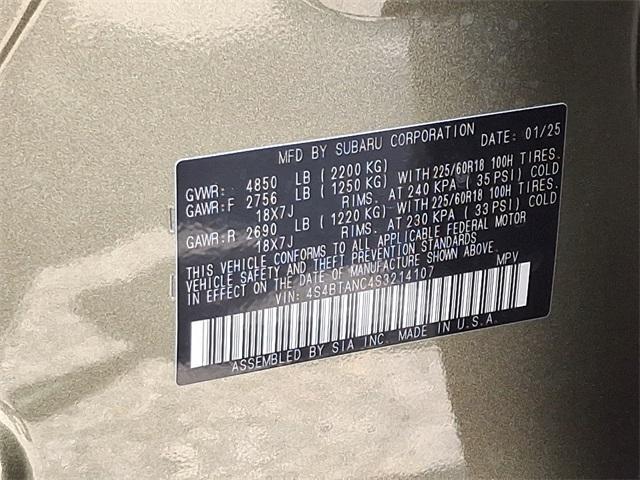 MFD BY SUBARU CORPORATION DATE: 01/25
GVWR: 4850 LB ( 2200 KG)
GAWR:F 2756 LB ( 1250 KG) WITH 225/60R18 100H TIRES.
18X7J RIMS. AT 240 KPA ( 35 PSI) COLD
GAWR:R 2690 LB ( 1220 KG) WITH 225/60R18 100H TIRES.
18X7J RIMS. AT 230 KPA ( 33 PSI) COLD
THIS VEHICLE CONFORMS TO ALL APPLICABLE FEDERAL MOTOR
VEHICLE SAFETY AND THEFT PREVENTION STANDARDS
IN EFFECT ON THE DATE OF MANUFACTURE SHOWN ABOVE.
VIN: 4S4BTANC4S3214107 MPV
ASSEMBLED BY SIA INC. MADE IN U.S.A.